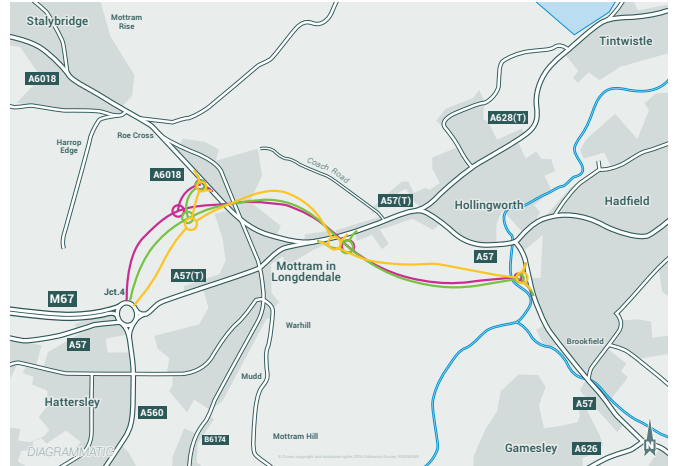 Stalybridge
Mottram
Rise
Tintwistle
A6018
A628(T)
Roe Cross
Harrop
Edge
A6018
Coach Road
A57(T)
Hollingworth
Hadfield
A57
Mottram in
Longdendale
A57(T)
Jct.4
M67
Warhill
A57
Brookfield
Mudd
Hattersley
A560
A57
B6174
Mottram Hill
DIAGRAMMATIC
Gamesley
A626
N